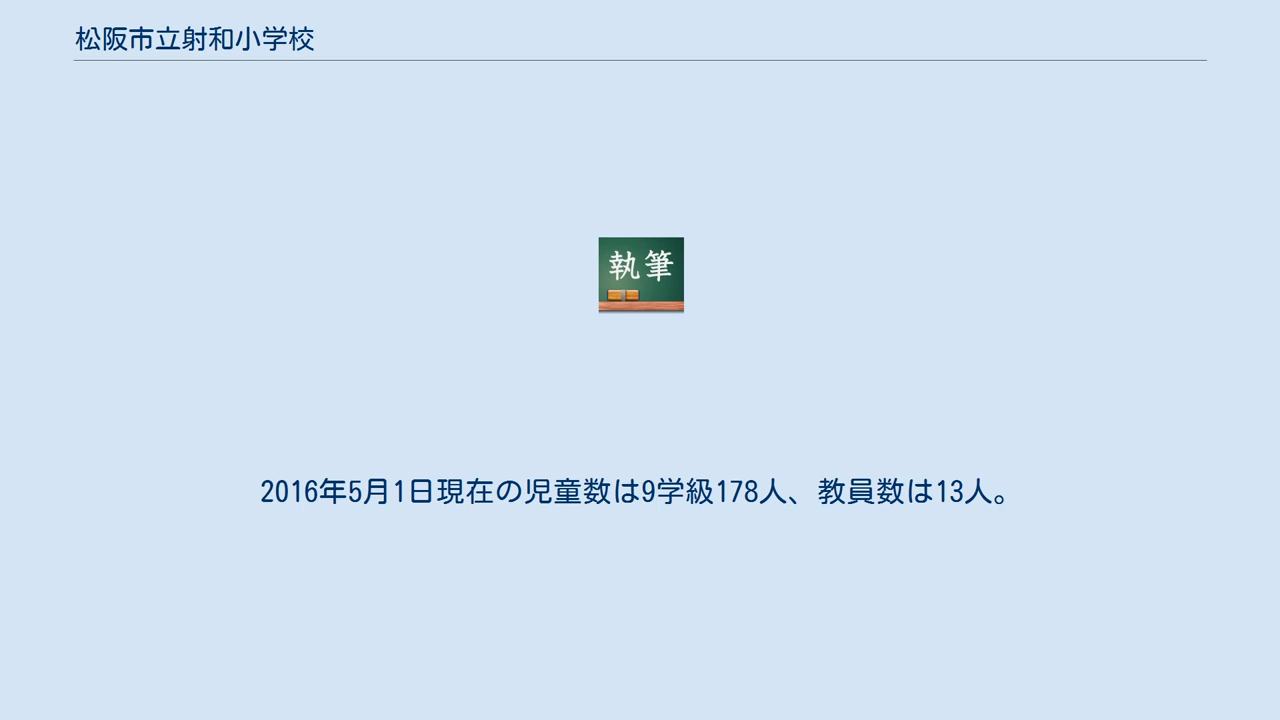 松阪市立射和小学校
執筆
2016年5月1日現在の児童数は9学級178人、教員数は13人。